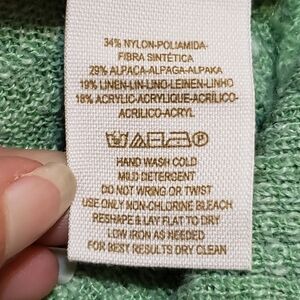 34% NYLON-POLIAMIDA-
FIBRA SINTÉTICA
29% ALPACA-ALPAGA-ALPAKA
19% LINEN-LIN-LINO-LEINEN-LINHO
18% ACRYLIC-ACRYLIQUE-ACRILICO-
ACRILICO-ACRYL
HAND WASH COLD
MILD DETERGENT
DO NOT WRING OR TWIST
USE ONLY NON-CHLORINE BLEACH
RESHAPE & LAY FLAT TO DRY
LOW IRON AS NEEDED
FOR BEST RESULTS DRY CLEAN